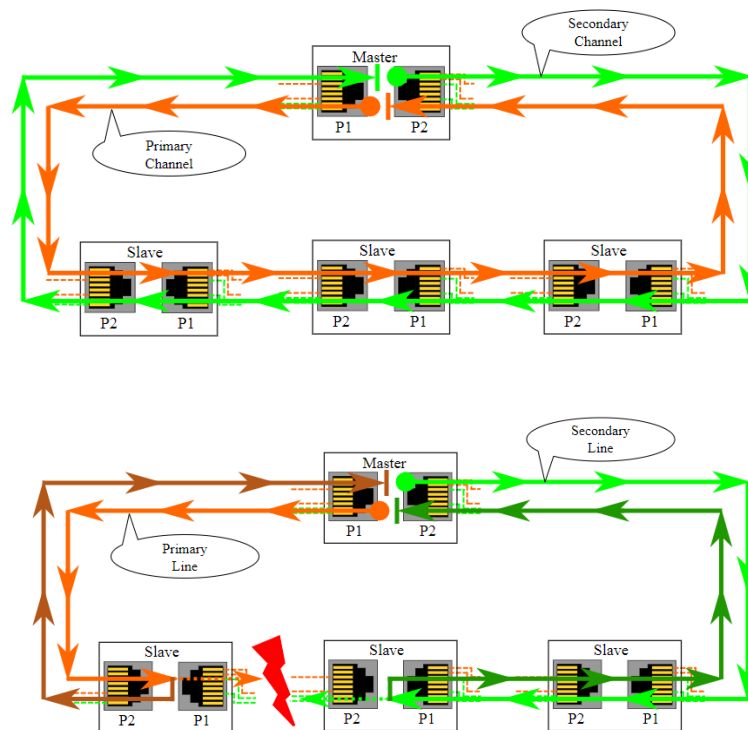 Secondary
Channel
Master
P1
P2
Primary
Channel
Slave
P2
P1
Slave
P2
P1
Slave
P2
P1
Secondary
Line
Master
P1
P2
Primary
Line
Slave
P2
P1
Slave
P2
P1
Slave
P2
P1